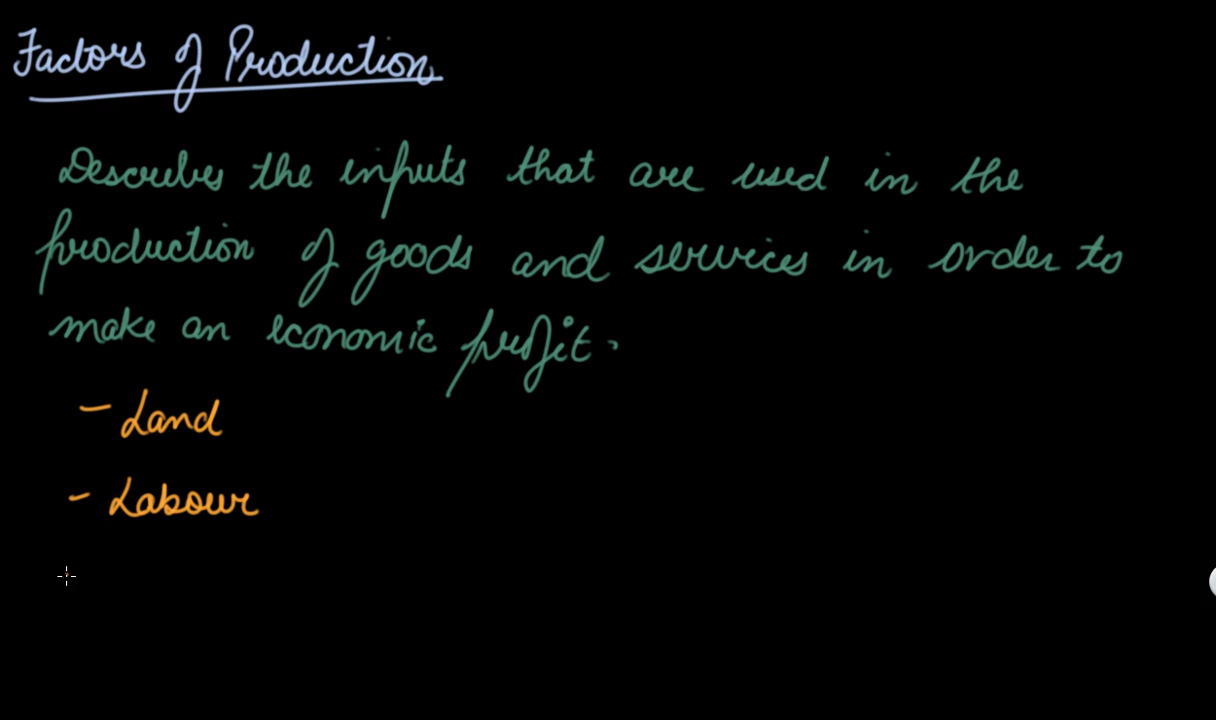 Factors of Production
Describes the inputs that are used in the
production of goods and services in order to
make an economic profit.
- Land
- Labour